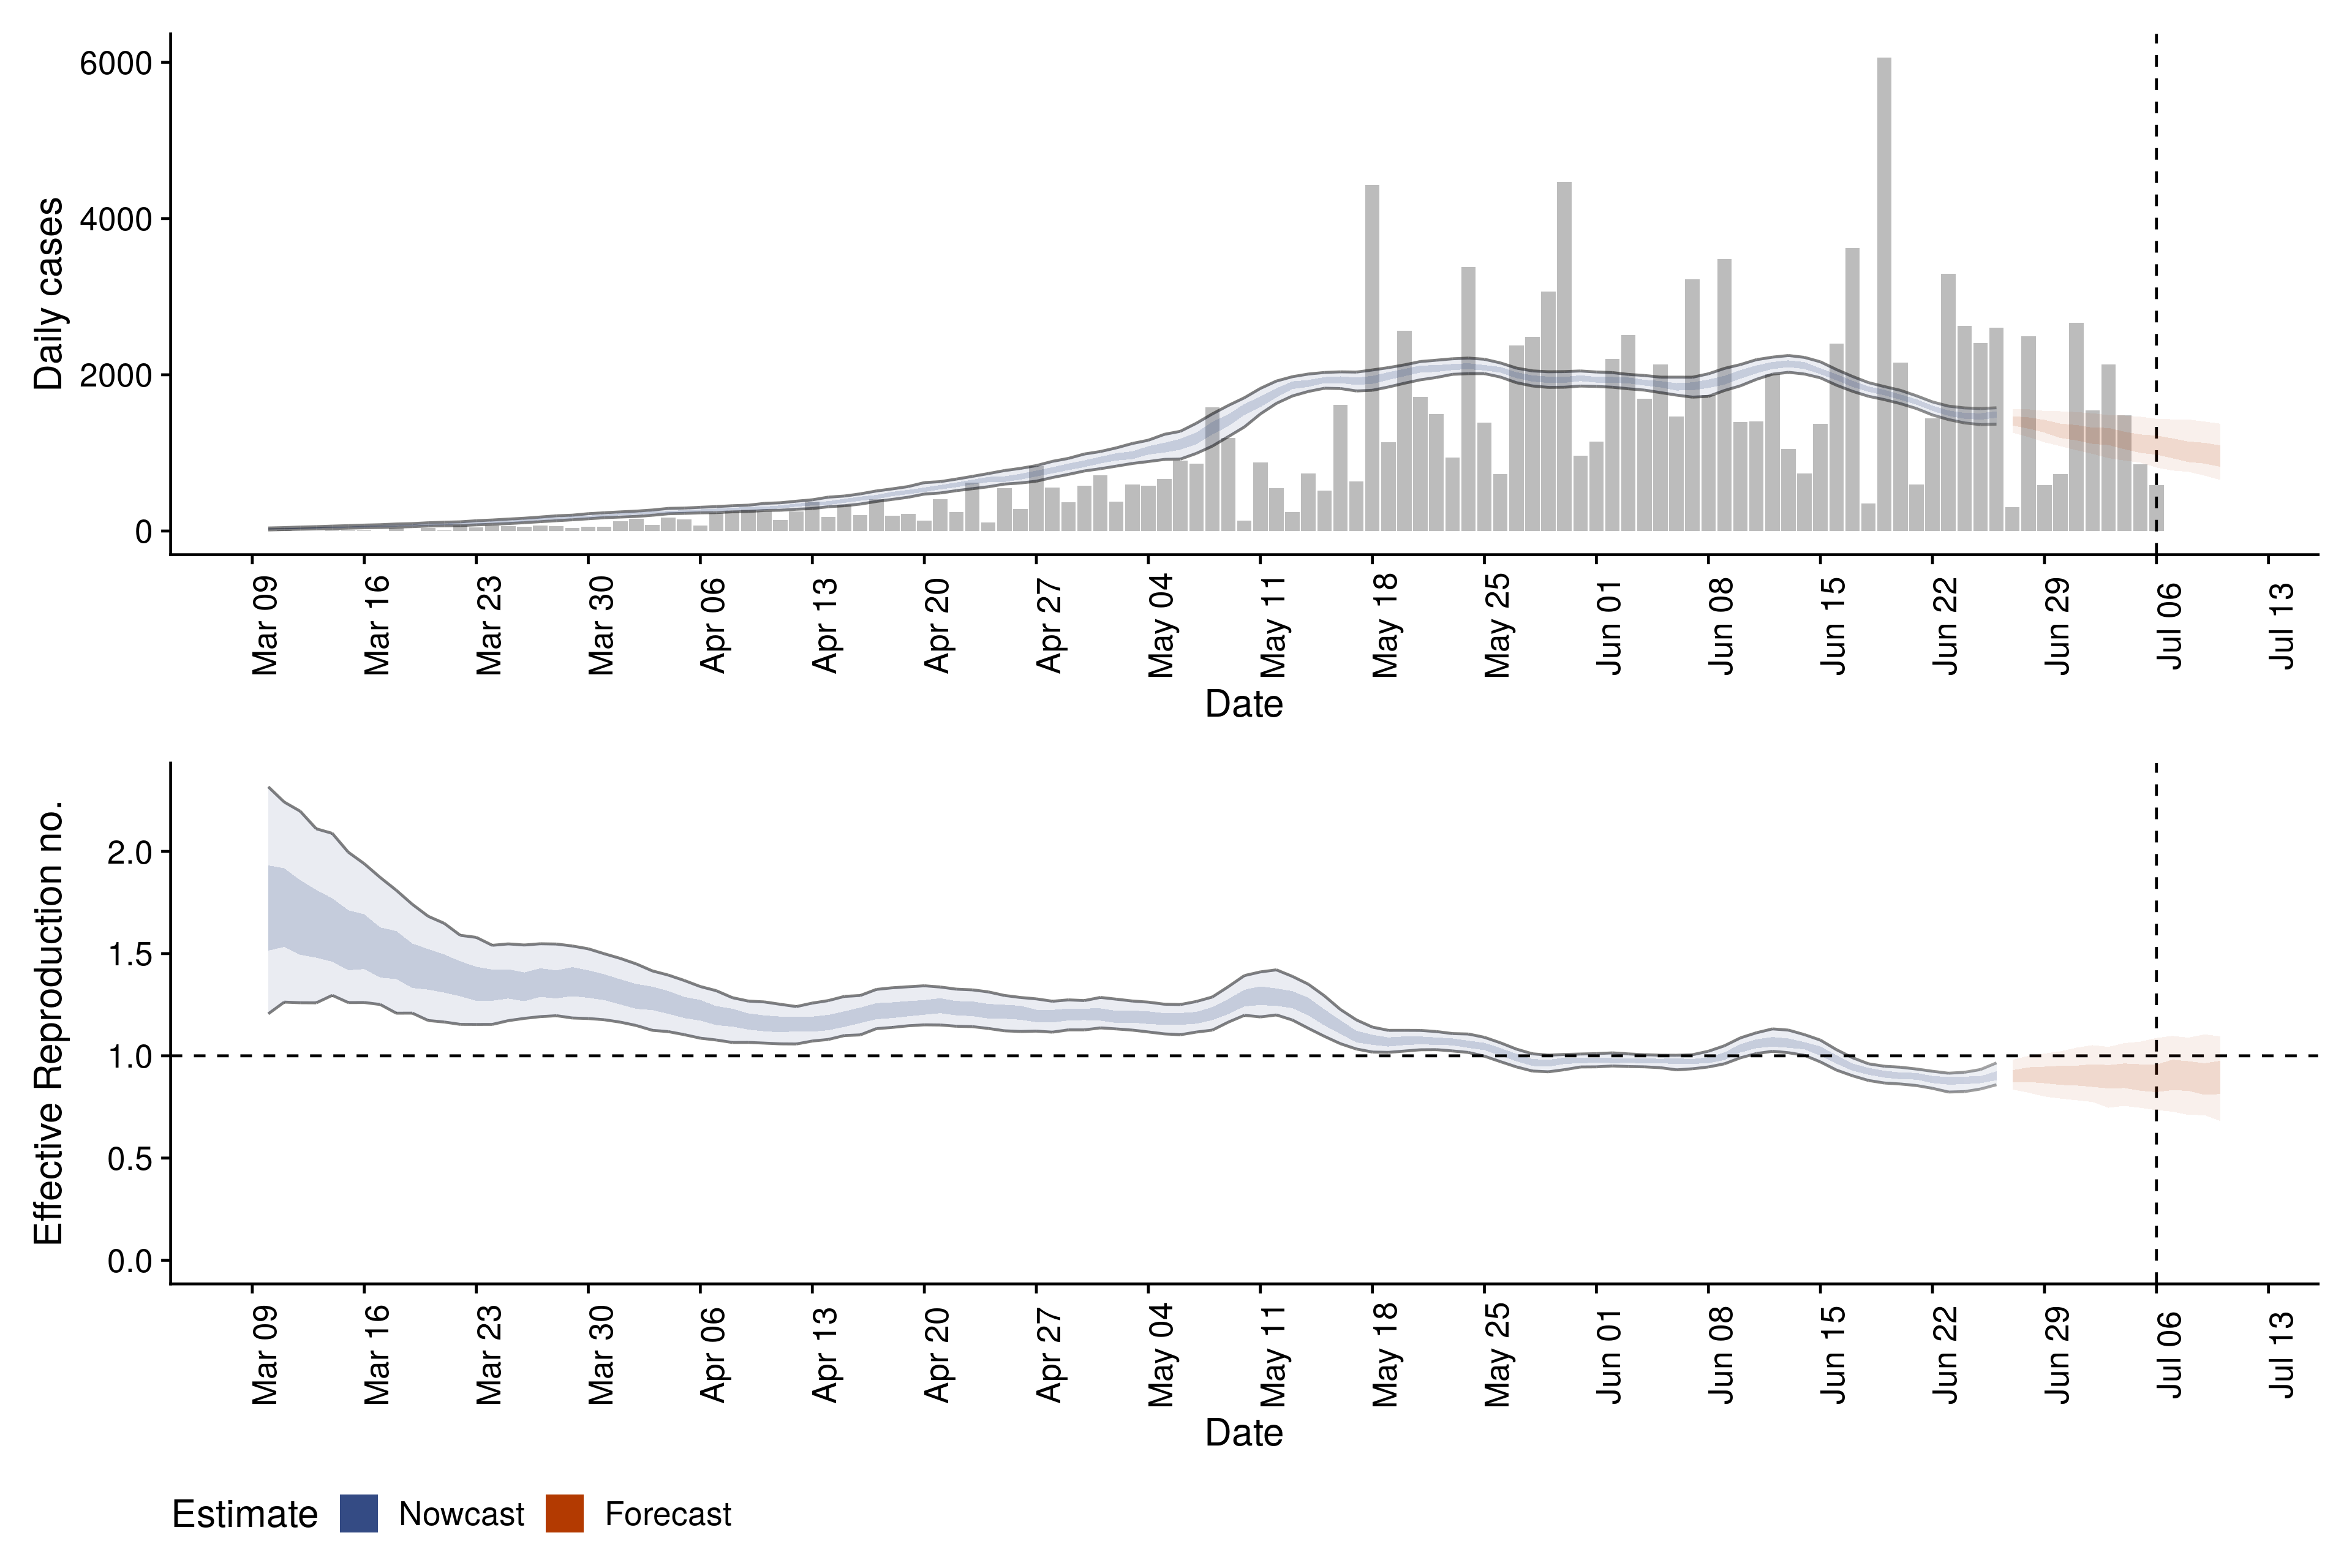 Daily cases
6000
4000
2000
0
Mar 09 Mar 16 Mar 23 Mar 30 Apr 06 Apr 13 Apr 20 Apr 27 May 04 May 11 May 18 May 25 Jun 01 Jun 08 Jun 15 Jun 22 Jun 29 Jul 06 Jul 13
Date
Effective Reproduction no.
2.0
1.5
1.0
0.5
0.0
Mar 09 Mar 16 Mar 23 Mar 30 Apr 06 Apr 13 Apr 20 Apr 27 May 04 May 11 May 18 May 25 Jun 01 Jun 08 Jun 15 Jun 22 Jun 29 Jul 06 Jul 13
Date
Estimate Nowcast Forecast